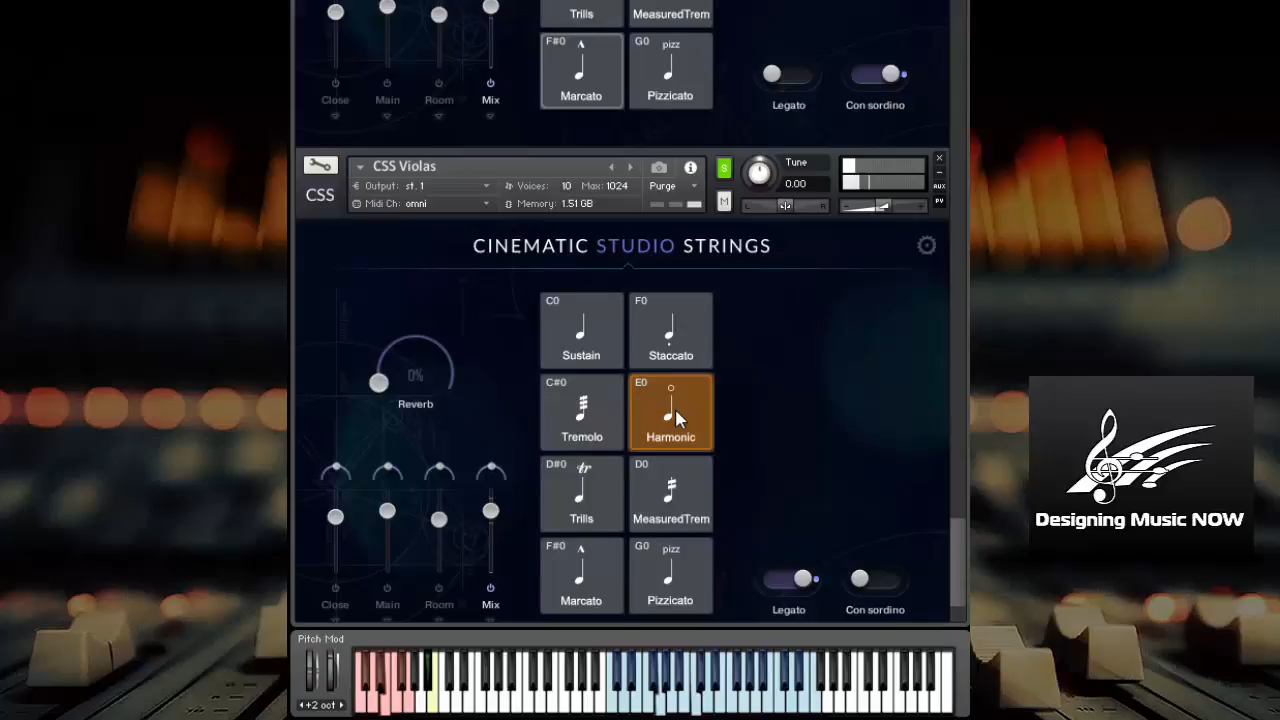 Trills
MeasuredTrem
F#0
G0
pizz
Marcato
Pizzicato
Close
Main
Room
Mix
Legato
Con sordino
CSS
CSS Violas
Output: st. 1
Voices: 10 Max: 1024
Purge
Midi Ch: omni
Memory: 1.51 GB
S
M
Tune
0.00
L
R
AUX
PV
CINEMATIC STUDIO STRINGS
C0
F0
Sustain
Staccato
0%
Reverb
C#0
E0
Tremolo
Harmonic
D#0
tr
D0
Trills
MeasuredTrem
F#0
G0
pizz
Marcato
Pizzicato
Close
Main
Room
Mix
Legato
Con sordino
Pitch Mod
+2 oct
Designing Music NOW